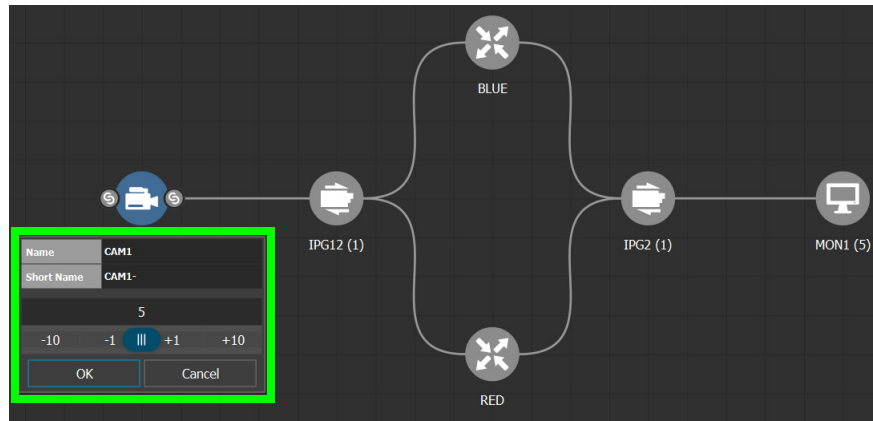 BLUE
IPG12 (1)
IPG2 (1)
MON1 (5)
Name CAM1
Short Name CAM1-
5
-10 -1 +1 +10
OK Cancel
RED